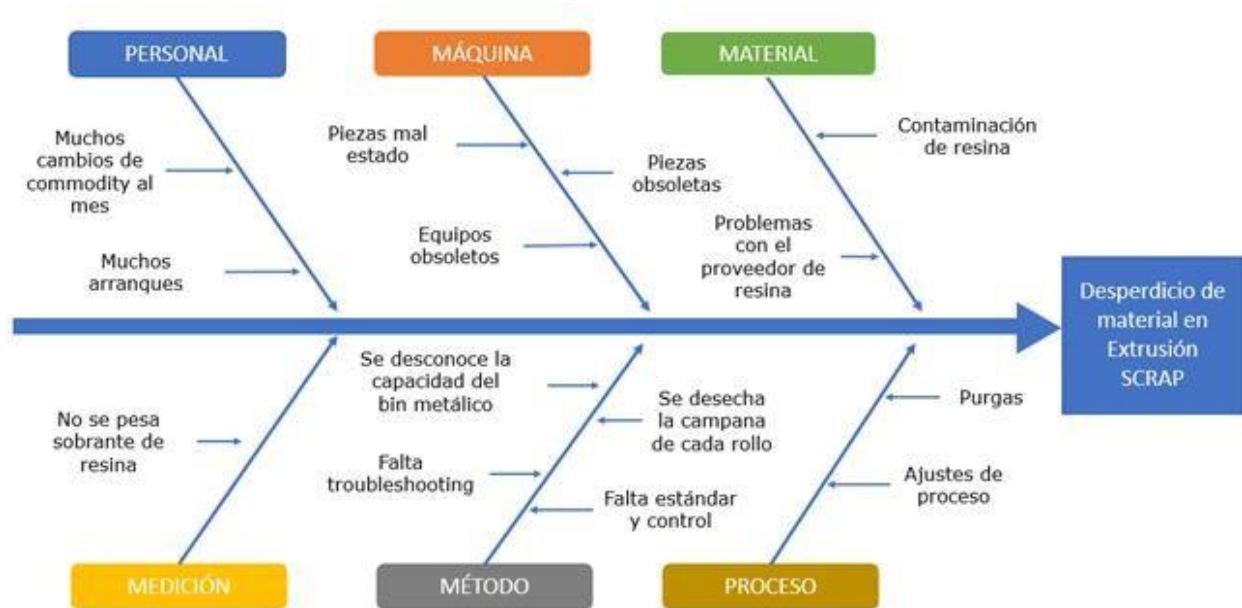 PERSONAL
MÁQUINA
MATERIAL
Muchos
cambios de
commodity al
mes
Muchos
arranques
Piezas mal
estado
Piezas
obsoletas
Equipos
obsoletos
Contaminación
de resina
Problemas
con el
proveedor de
resina
Desperdicio de
material en
Extrusión
SCRAP
No se pesa
sobrante de
resina
Se desconoce la
capacidad del
bin metálico
Se desecha
la campana
de cada rollo
Falta
troubleshooting
Falta estándar
y control
Purgas
Ajustes de
proceso
MEDICIÓN
MÉTODO
PROCESO